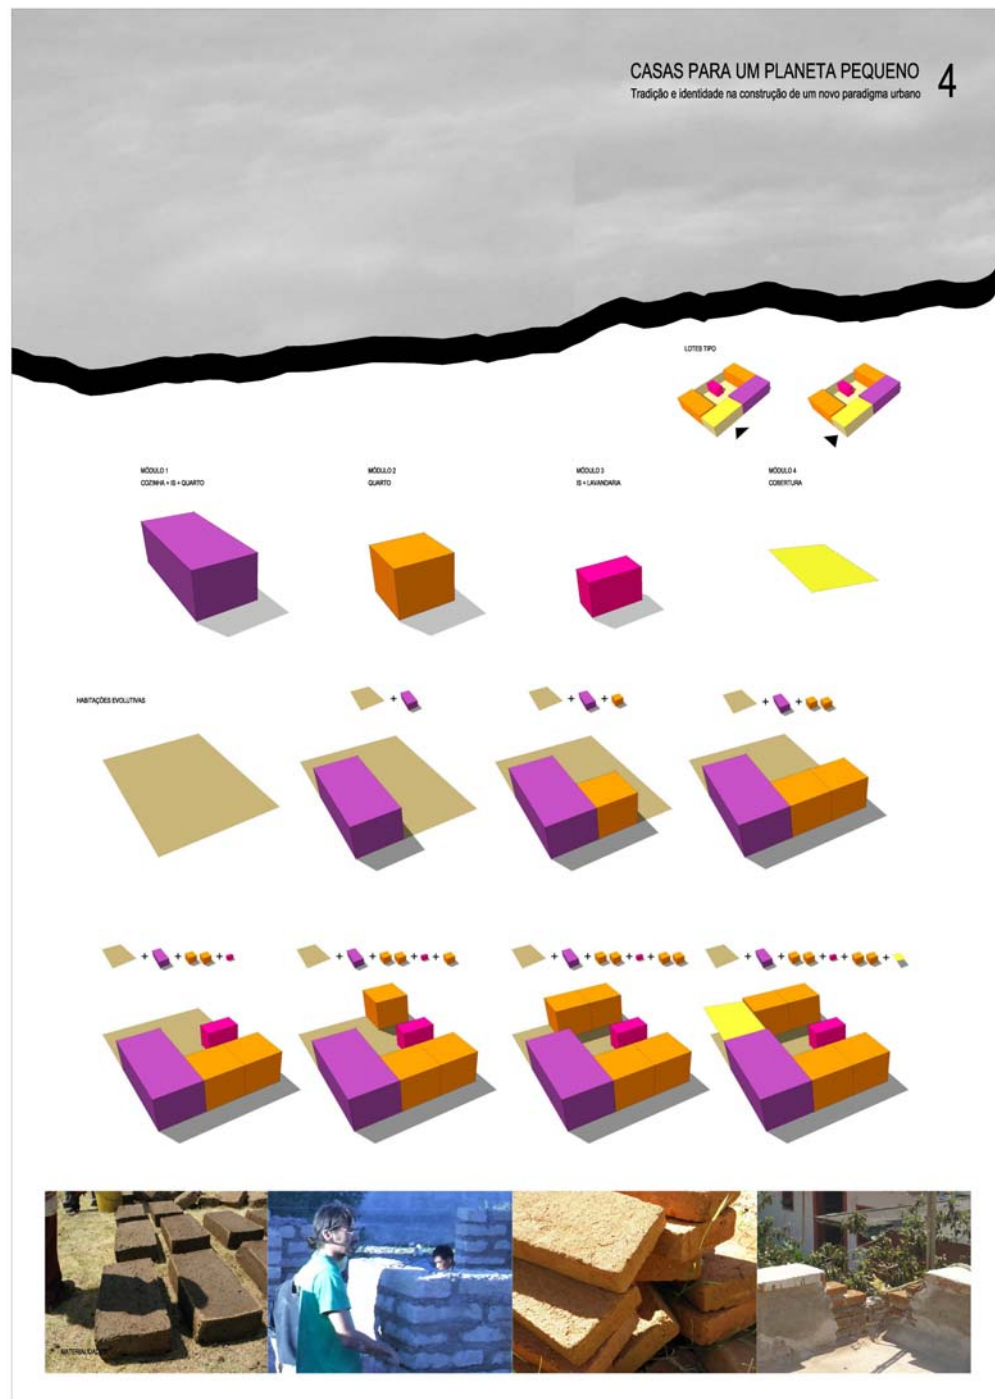 CASAS PARA UM PLANETA PEQUENO 4
Tradição e identidade na construção de um novo paradigma urbano
LOTES TIPO
MÓDULO 1
COZINHA + IS + QUARTO
MÓDULO 2
QUARTO
MÓDULO 3
IS + LAVANDARIA
MÓDULO 4
COBERTURA
HABITAÇÕES EVOLUTIVAS
+
+ +
+ +
+ + +
+ + + +
+ + + + +
+ + + + +